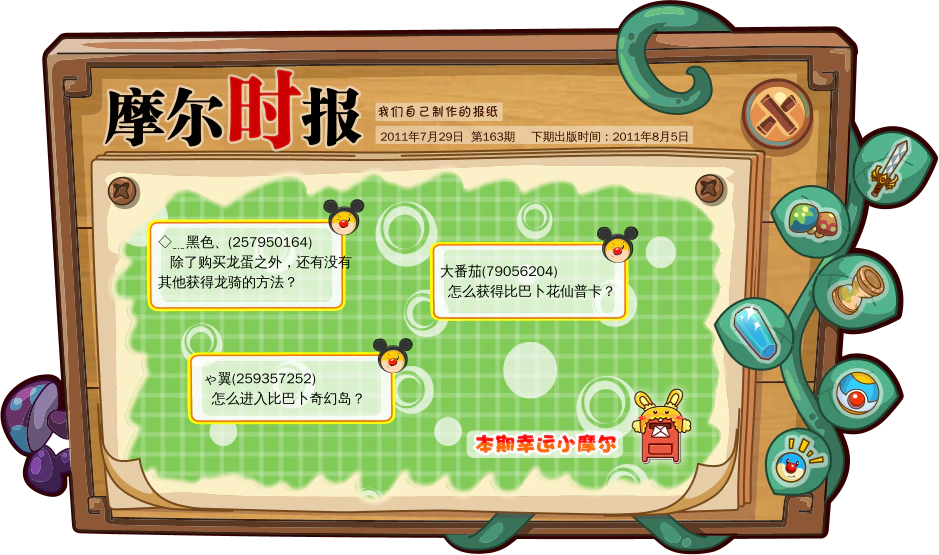 摩尔时报
我们自己制作的报纸
2011年7月29日 第163期 下期出版时间：2011年8月5日
◇﹏黑色、(257950164)
除了购买龙蛋之外，还有没有
其他获得龙骑的方法？
大番茄(79056204)
怎么获得比巴卜花仙普卡？
ゃ翼(259357252)
怎么进入比巴卜奇幻岛？
本期幸运小摩尔